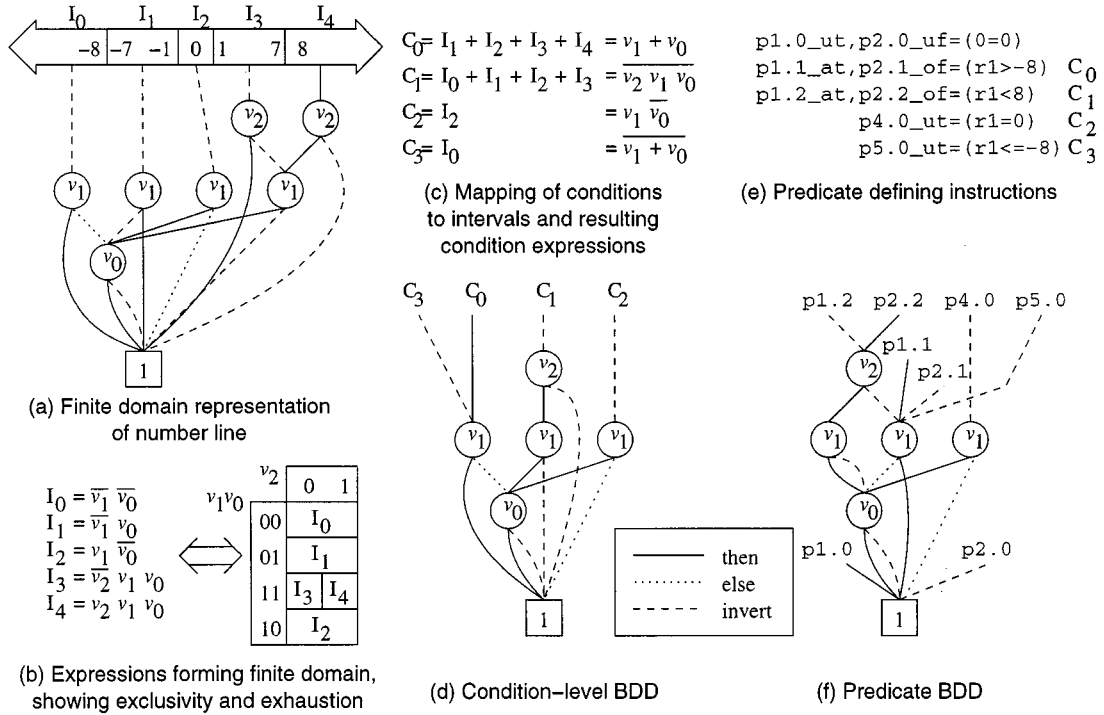 I0 I1 I2 I3 I4
−8 −7 −1 0 1 7 8
v2 v2
v1 v1 v1 v1
v0
1
(a) Finite domain representation
of number line
I0 = v̅1̅ v̅0̅
I1 = v̅1̅ v0
I2 = v1 v̅0̅
I3 = v̅2̅ v1 v0
I4 = v2 v1 v0
v2
v1v0
0 1
00 I0
01 I1
11 I3 I4
10 I2
(b) Expressions forming finite domain,
showing exclusivity and exhaustion
C0= I1 + I2 + I3 + I4 = v1 + v0
C1= I0 + I1 + I2 + I3 = v̅2̅ ̅v̅1̅ ̅v̅0̅
C2= I2 = v1 v̅0̅
C3= I0 = v̅1̅ ̅+̅ ̅v̅0̅
(c) Mapping of conditions
to intervals and resulting
condition expressions
C3 C0 C1 C2
v2
v1 v1 v1
v0
1
(d) Condition−level BDD
then
else
invert
p1.0_ut,p2.0_uf=(0=0)
p1.1_at,p2.1_of=(r1>−8) C0
p1.2_at,p2.2_of=(r1<8) C1
p4.0_ut=(r1=0) C2
p5.0_ut=(r1<=−8) C3
(e) Predicate defining instructions
p1.2 p2.2 p4.0 p5.0
p1.1
v2 p2.1
v1 v1 v1
v0
p1.0 p2.0
1
(f) Predicate BDD